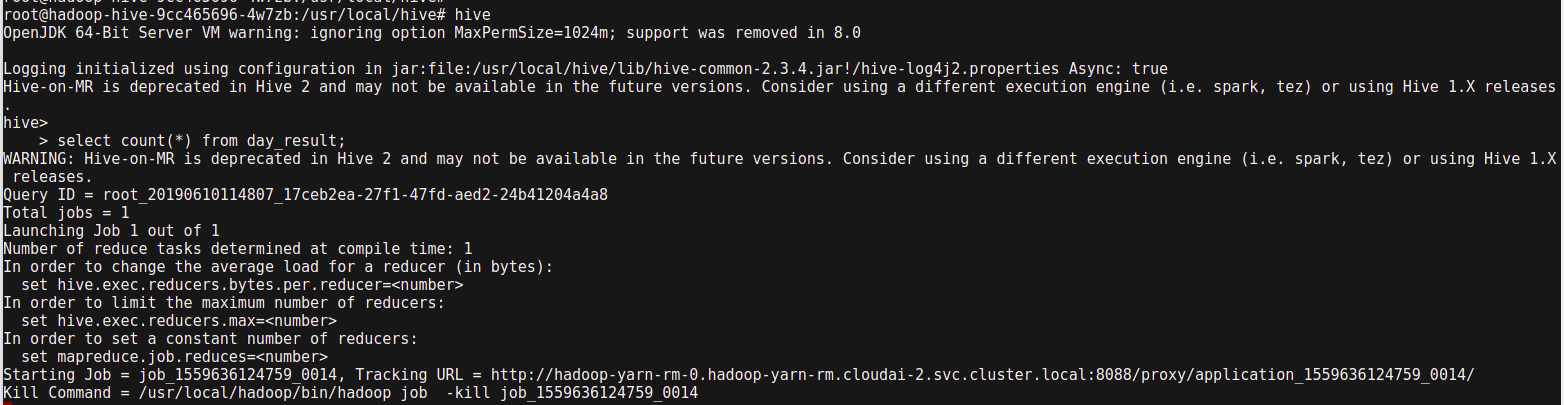 root@hadoop-hive-9cc465696-4w7zb:/usr/local/hive# hive
OpenJDK 64-Bit Server VM warning: ignoring option MaxPermSize=1024m; support was removed in 8.0
Logging initialized using configuration in jar:file:/usr/local/hive/lib/hive-common-2.3.4.jar!/hive-log4j2.properties Async: true
Hive-on-MR is deprecated in Hive 2 and may not be available in the future versions. Consider using a different execution engine (i.e. spark, tez) or using Hive 1.X releases
.
hive>
    > select count(*) from day_result;
WARNING: Hive-on-MR is deprecated in Hive 2 and may not be available in the future versions. Consider using a different execution engine (i.e. spark, tez) or using Hive 1.X
 releases.
Query ID = root_20190610114807_17ceb2ea-27f1-47fd-aed2-24b41204a4a8
Total jobs = 1
Launching Job 1 out of 1
Number of reduce tasks determined at compile time: 1
In order to change the average load for a reducer (in bytes):
  set hive.exec.reducers.bytes.per.reducer=<number>
In order to limit the maximum number of reducers:
  set hive.exec.reducers.max=<number>
In order to set a constant number of reducers:
  set mapreduce.job.reduces=<number>
Starting Job = job_1559636124759_0014, Tracking URL = http://hadoop-yarn-rm-0.hadoop-yarn-rm.cloudai-2.svc.cluster.local:8088/proxy/application_1559636124759_0014/
Kill Command = /usr/local/hadoop/bin/hadoop job  -kill job_1559636124759_0014